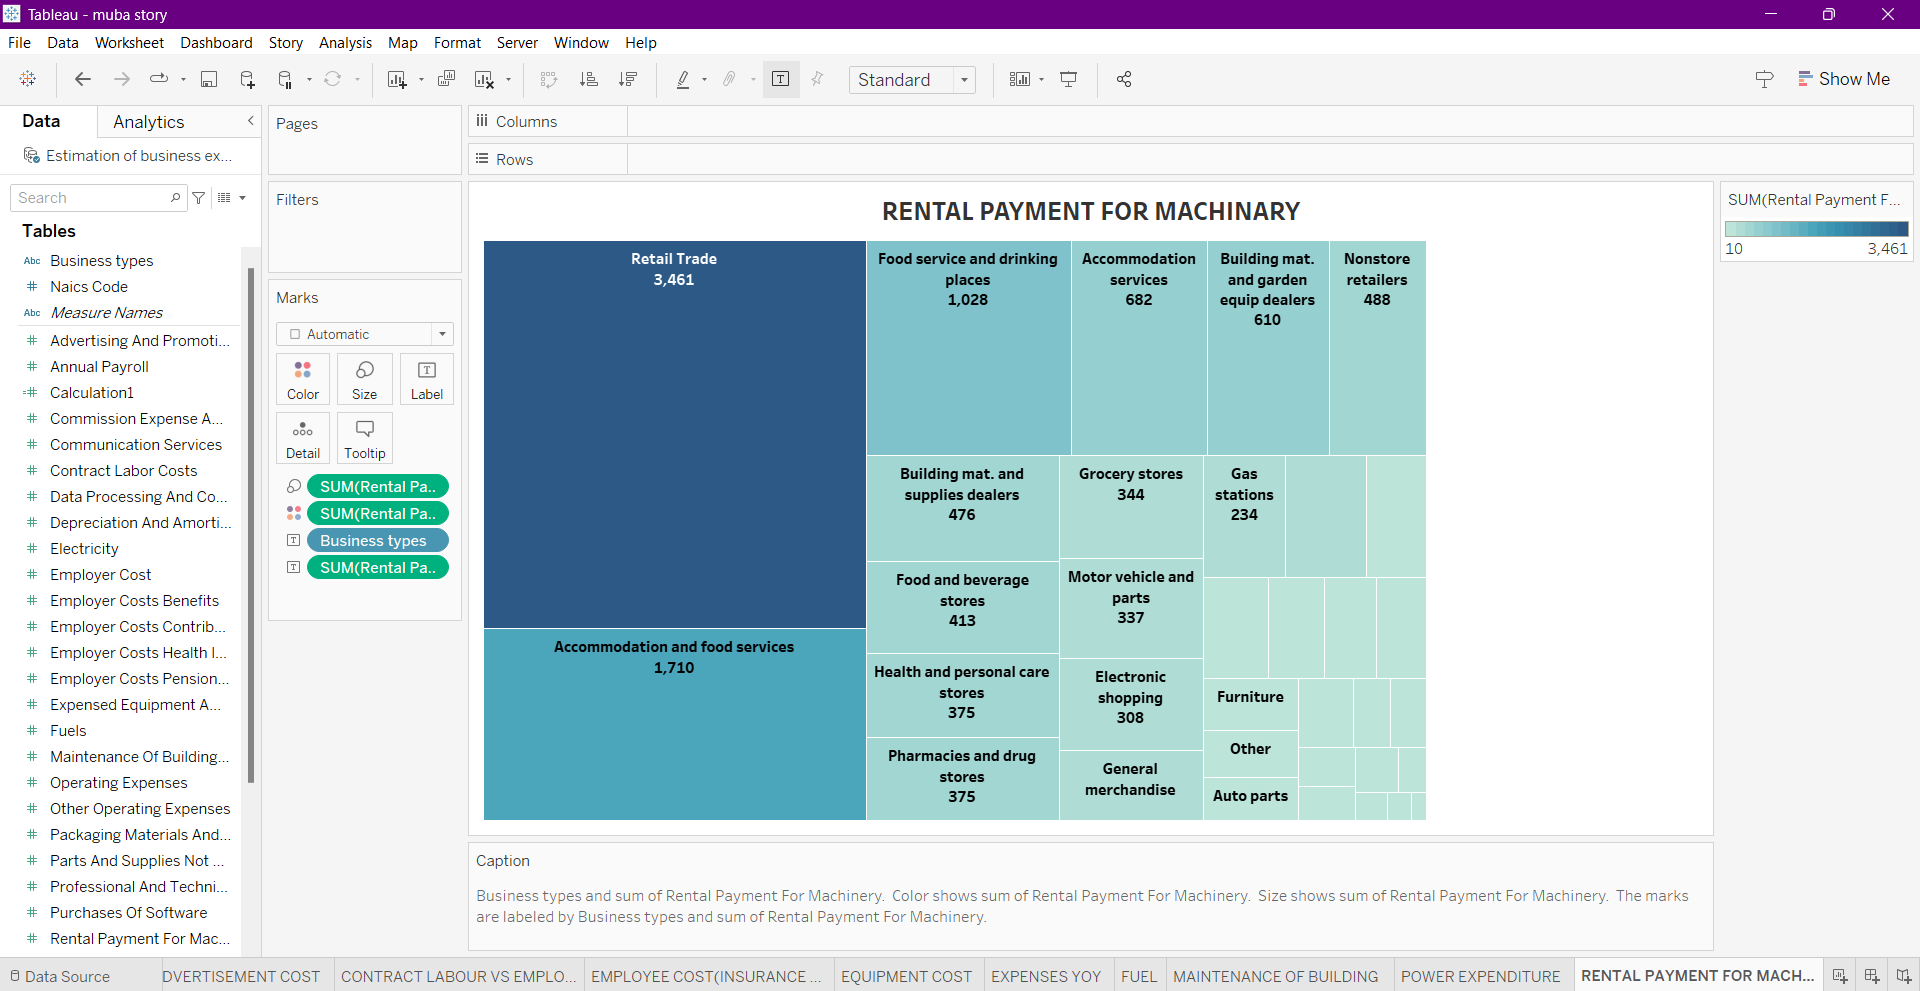 Tableau - muba story
File Data Worksheet Dashboard Story Analysis Map Format Server Window Help
Standard
Show Me
Data
Analytics
Estimation of business ex...
Search
Tables
Abc Business types
# Naics Code
Abc Measure Names
# Advertising And Promoti...
# Annual Payroll
=# Calculation1
# Commission Expense A...
# Communication Services
# Contract Labor Costs
# Data Processing And Co...
# Depreciation And Amorti...
# Electricity
# Employer Cost
# Employer Costs Benefits
# Employer Costs Contrib...
# Employer Costs Health I...
# Employer Costs Pension...
# Expensed Equipment A...
# Fuels
# Maintenance Of Building...
# Operating Expenses
# Other Operating Expenses
# Packaging Materials And...
# Parts And Supplies Not ...
# Professional And Techni...
# Purchases Of Software
# Rental Payment For Mac...
Pages
Filters
Marks
Automatic
Color
Size
T
Label
Detail
Tooltip
SUM(Rental Pa..
SUM(Rental Pa..
T Business types
T SUM(Rental Pa..
Columns
Rows
RENTAL PAYMENT FOR MACHINARY
Retail Trade
3,461
Accommodation and food services
1,710
Food service and drinking
places
1,028
Accommodation
services
682
Building mat.
and garden
equip dealers
610
Nonstore
retailers
488
Building mat. and
supplies dealers
476
Food and beverage
stores
413
Health and personal care
stores
375
Pharmacies and drug
stores
375
Grocery stores
344
Motor vehicle and
parts
337
Electronic
shopping
308
General
merchandise
Gas
stations
234
Furniture
Other
Auto parts
SUM(Rental Payment F...
10
3,461
Caption
Business types and sum of Rental Payment For Machinery. Color shows sum of Rental Payment For Machinery. Size shows sum of Rental Payment For Machinery. The marks
are labeled by Business types and sum of Rental Payment For Machinery.
Data Source
DVERTISEMENT COST
CONTRACT LABOUR VS EMPLO...
EMPLOYEE COST(INSURANCE ...
EQUIPMENT COST
EXPENSES YOY
FUEL
MAINTENANCE OF BUILDING
POWER EXPENDITURE
RENTAL PAYMENT FOR MACH...